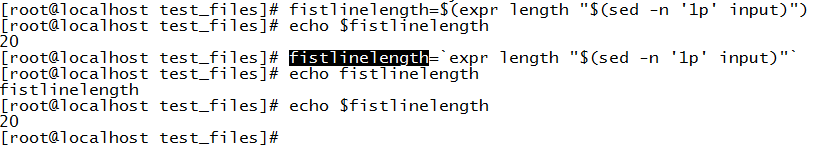 [root@localhost test_files]# fistlinelength=$(expr length "$(sed -n '1p' input)")
[root@localhost test_files]# echo $fistlinelength
20
[root@localhost test_files]# fistlinelength=`expr length "$(sed -n '1p' input)"`
[root@localhost test_files]# echo fistlinelength
fistlinelength
[root@localhost test_files]# echo $fistlinelength
20
[root@localhost test_files]#